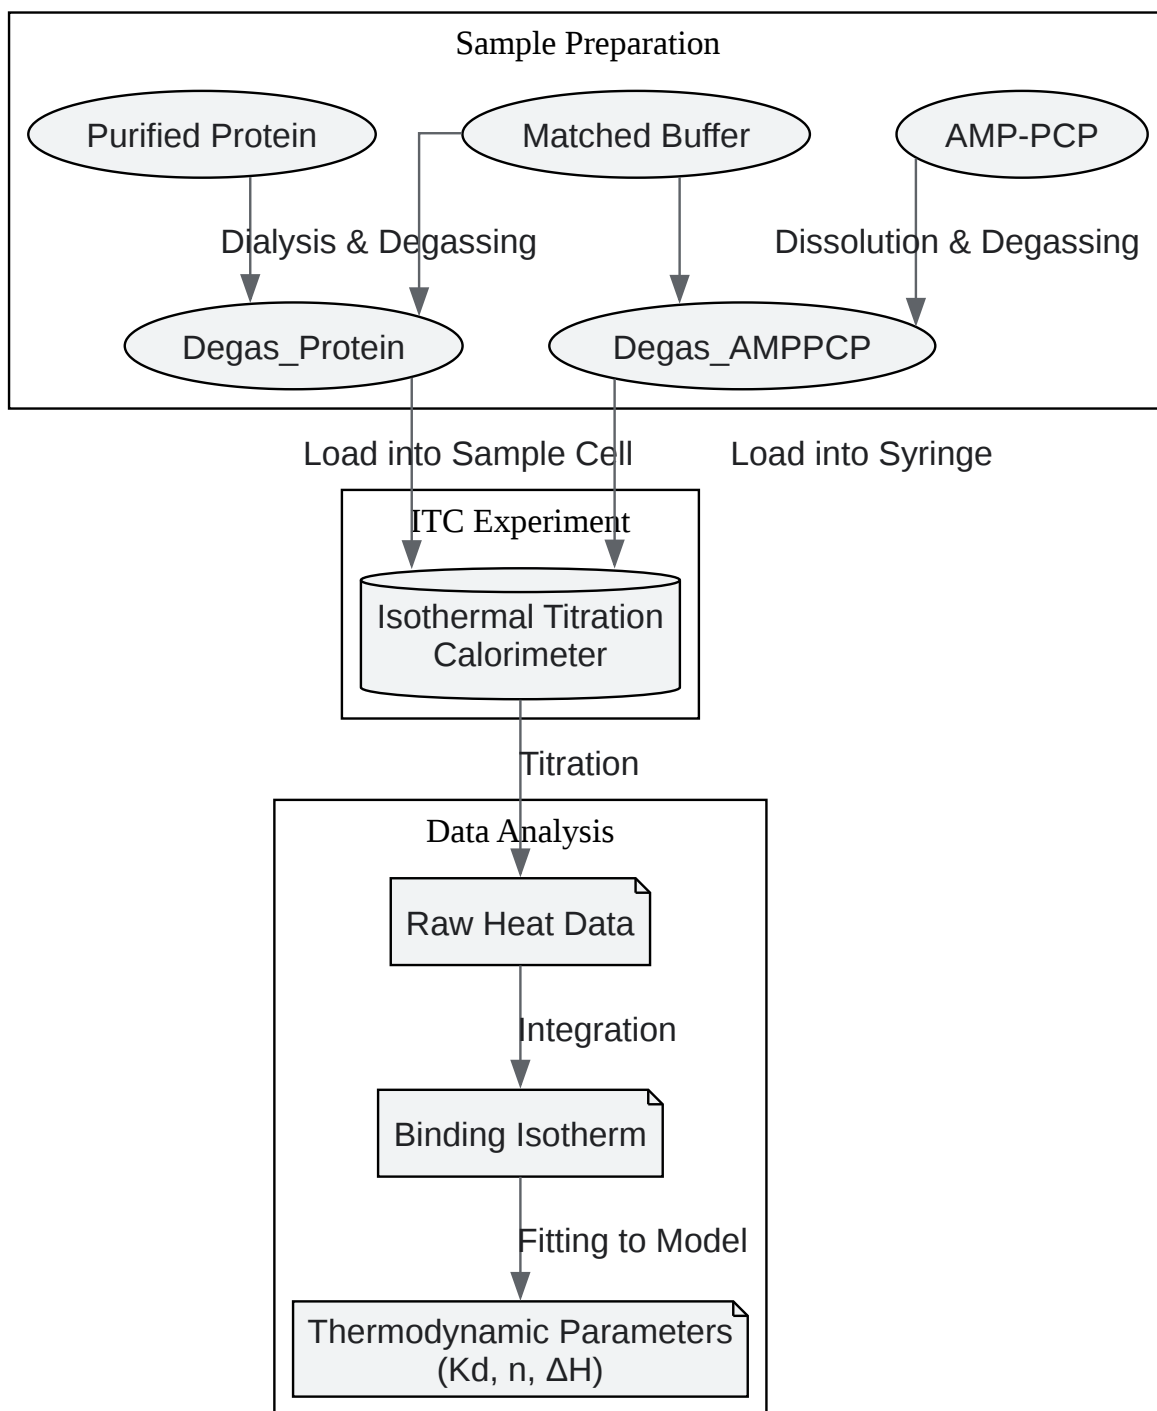 Sample Preparation
Purified Protein
Matched Buffer
AMP-PCP
Dialysis & Degassing
Dissolution & Degassing
Degas_Protein
Degas_AMPPCP
Load into Sample Cell
Load into Syringe
ITC Experiment
Isothermal Titration
Calorimeter
Titration
Data Analysis
Raw Heat Data
Integration
Binding Isotherm
Fitting to Model
Thermodynamic Parameters
(Kd, n, ΔH)